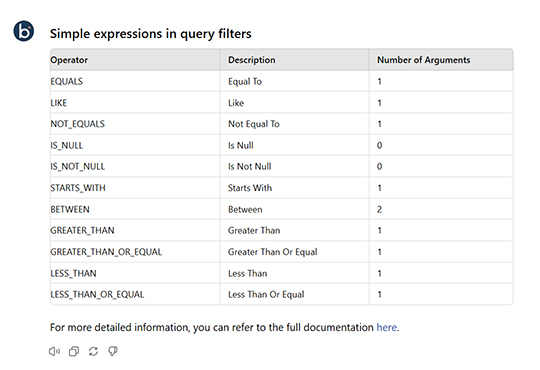 b
Simple expressions in query filters
Operator Description Number of Arguments
EQUALS Equal To 1
LIKE Like 1
NOT_EQUALS Not Equal To 1
IS_NULL Is Null 0
IS_NOT_NULL Is Not Null 0
STARTS_WITH Starts With 1
BETWEEN Between 2
GREATER_THAN Greater Than 1
GREATER_THAN_OR_EQUAL Greater Than Or Equal 1
LESS_THAN Less Than 1
LESS_THAN_OR_EQUAL Less Than Or Equal 1
For more detailed information, you can refer to the full documentation here.